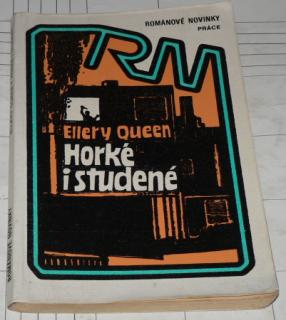 ROMÁNOVÉ NOVINKY
PRÁCE
RN
Ellery Queen
Horké
i studené